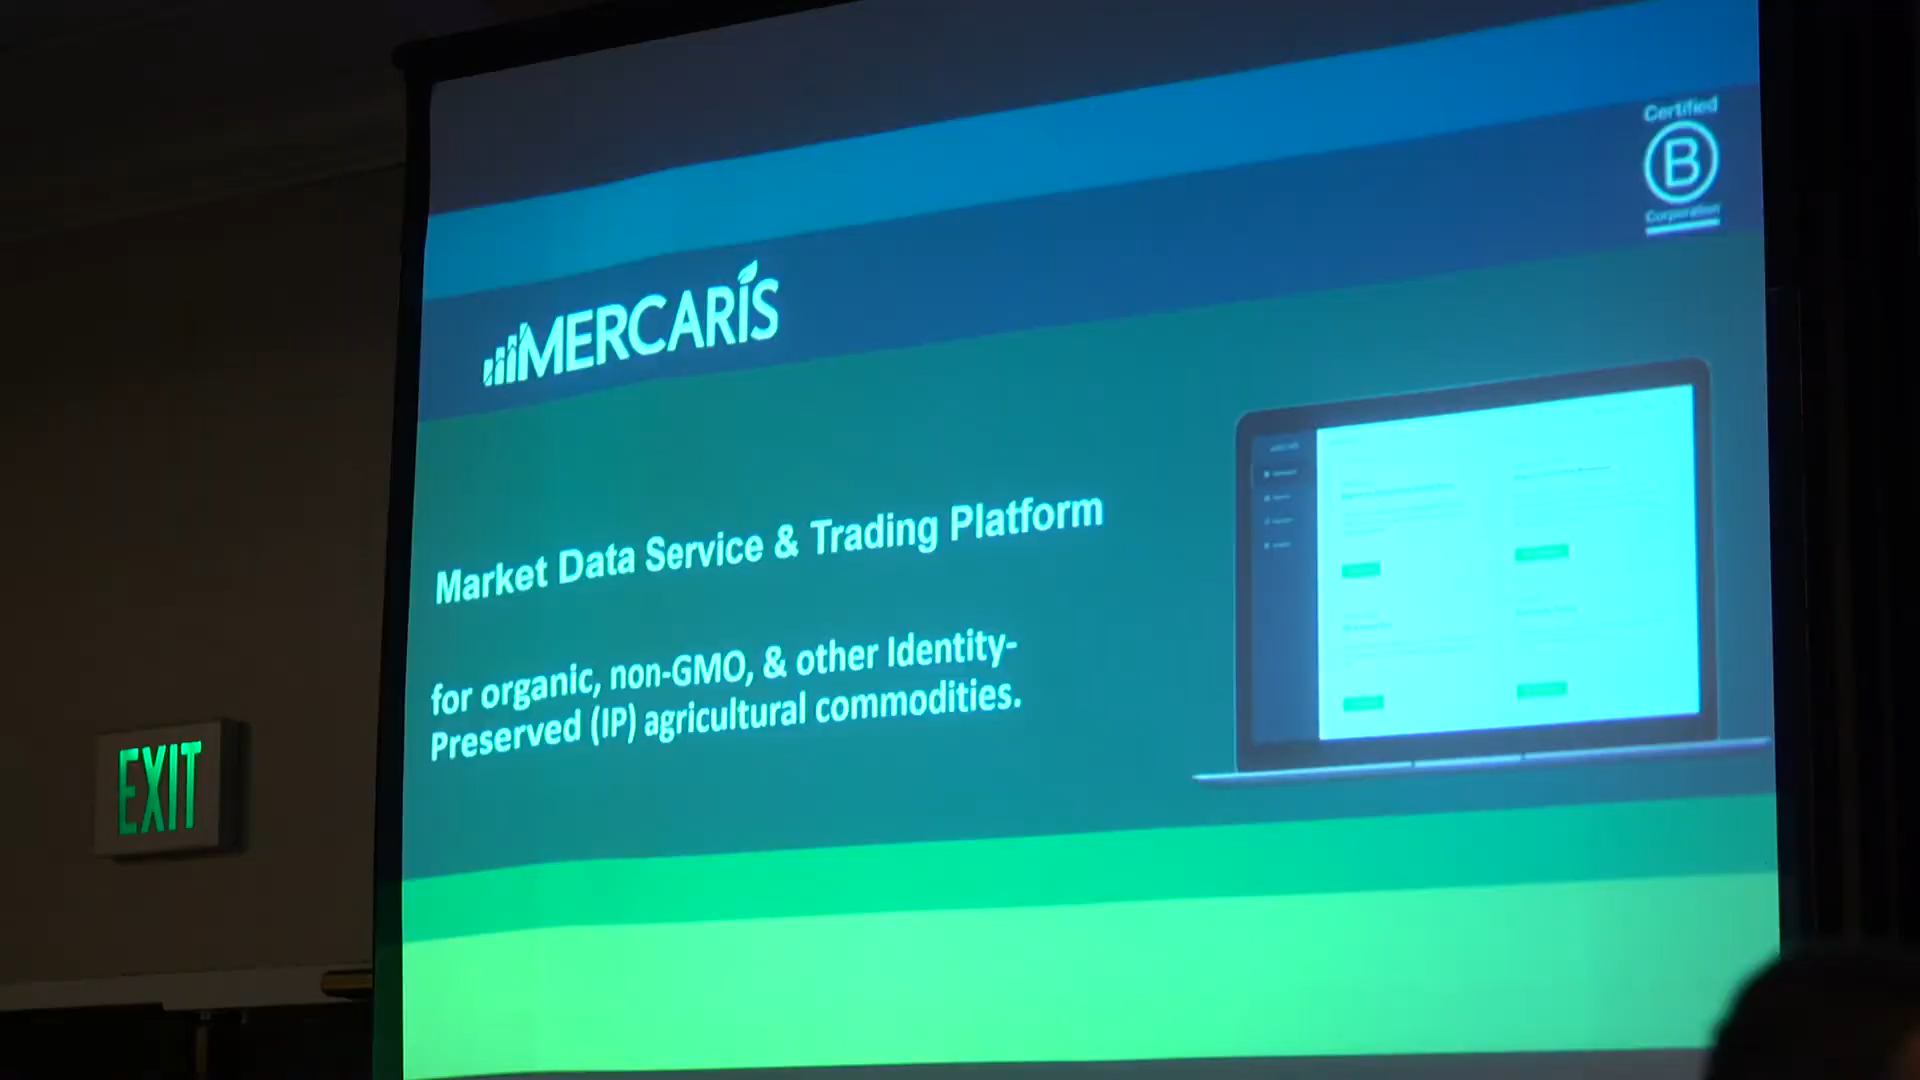 Certified
B
Corporation
MERCARIS
Market Data Service & Trading Platform
for organic, non-GMO, & other Identity-
Preserved (IP) agricultural commodities.
EXIT